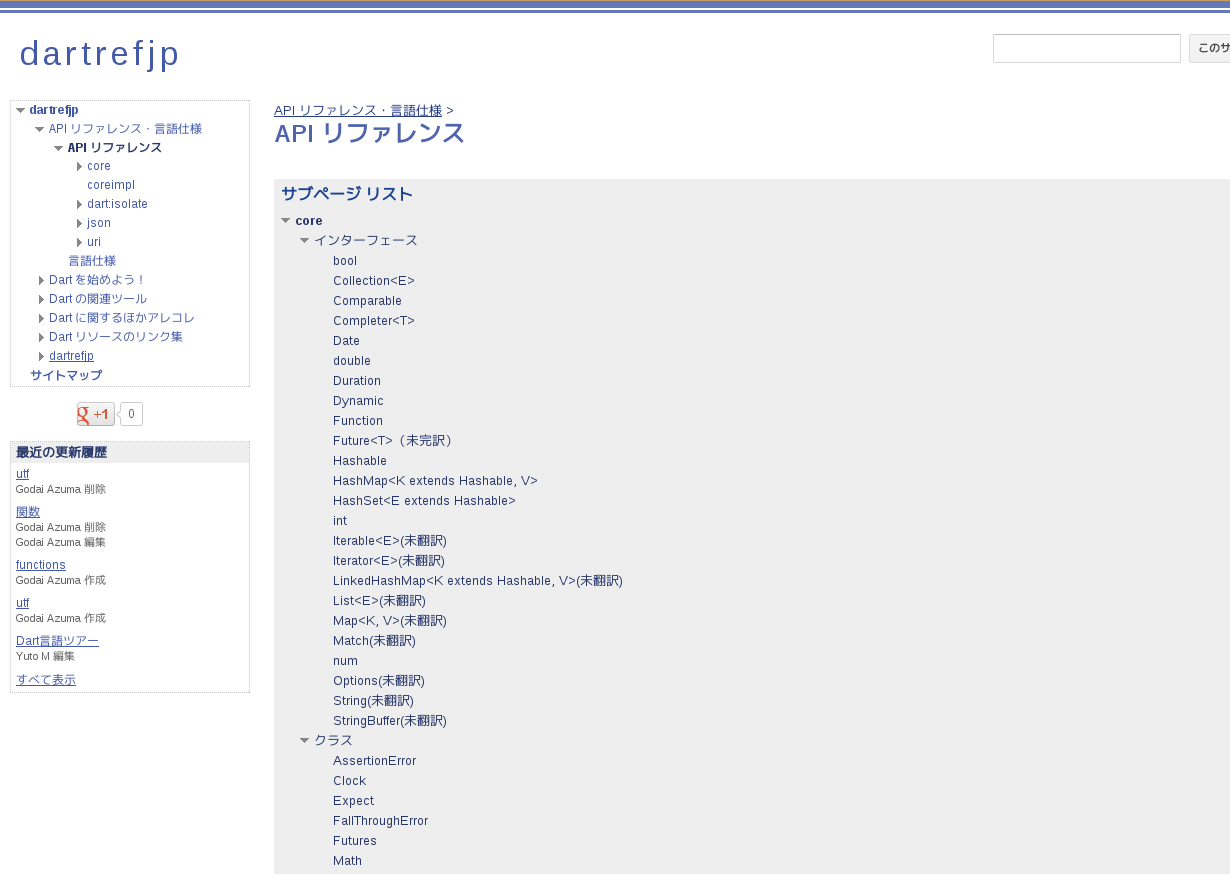 dartrefjp
このサ
dartrefjp
API リファレンス・言語仕様
API リファレンス
core
coreimpl
dart:isolate
json
uri
言語仕様
Dart を始めよう！
Dart の関連ツール
Dart に関するほかアレコレ
Dart リソースのリンク集
dartrefjp
サイトマップ
g +1
0
最近の更新履歴
utf
Godai Azuma 削除
関数
Godai Azuma 削除
Godai Azuma 編集
functions
Godai Azuma 作成
utf
Godai Azuma 作成
Dart言語ツアー
Yuto M 編集
すべて表示
API リファレンス・言語仕様 >
API リファレンス
サブページ リスト
core
インターフェース
bool
Collection<E>
Comparable
Completer<T>
Date
double
Duration
Dynamic
Function
Future<T>（未完訳）
Hashable
HashMap<K extends Hashable, V>
HashSet<E extends Hashable>
int
Iterable<E>(未翻訳)
Iterator<E>(未翻訳)
LinkedHashMap<K extends Hashable, V>(未翻訳)
List<E>(未翻訳)
Map<K, V>(未翻訳)
Match(未翻訳)
num
Options(未翻訳)
String(未翻訳)
StringBuffer(未翻訳)
クラス
AssertionError
Clock
Expect
FallThroughError
Futures
Math